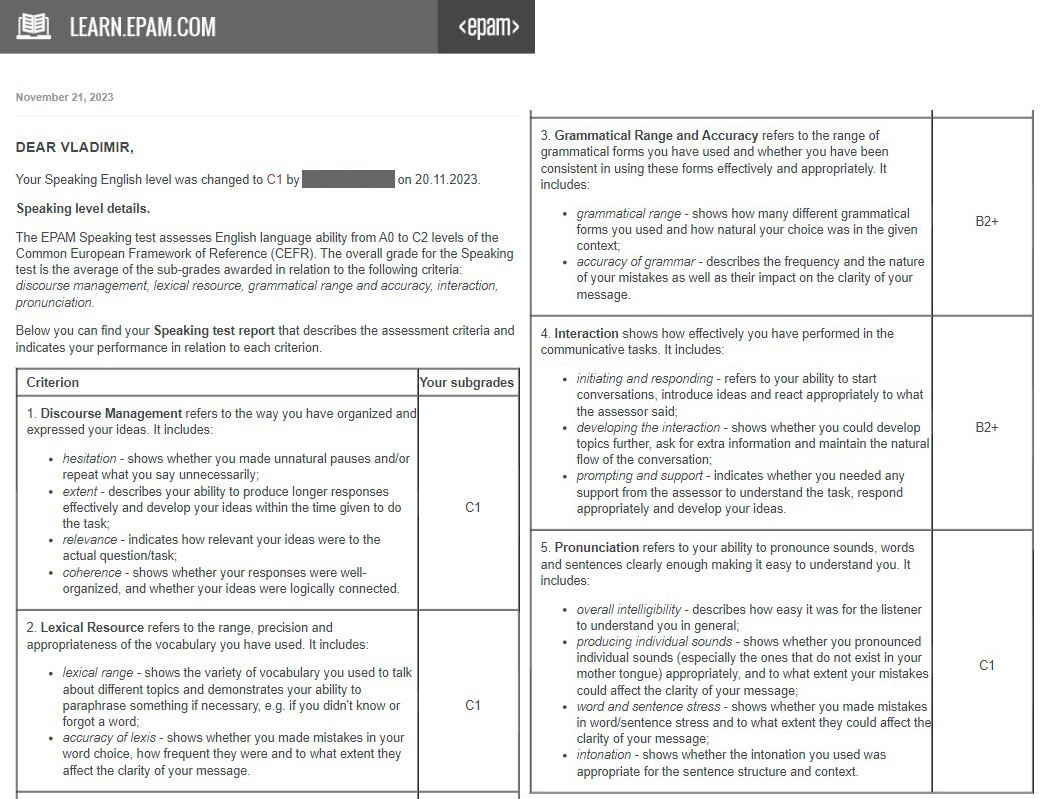 LEARN.EPAM.COM
<epam>
November 21, 2023
DEAR VLADIMIR,
Your Speaking English level was changed to C1 by on 20.11.2023.
Speaking level details.
The EPAM Speaking test assesses English language ability from A0 to C2 levels of the
Common European Framework of Reference (CEFR). The overall grade for the Speaking
test is the average of the sub-grades awarded in relation to the following criteria:
discourse management, lexical resource, grammatical range and accuracy, interaction,
pronunciation.
Below you can find your Speaking test report that describes the assessment criteria and
indicates your performance in relation to each criterion.
Criterion
Your subgrades
1. Discourse Management refers to the way you have organized and
expressed your ideas. It includes:
• hesitation - shows whether you made unnatural pauses and/or
repeat what you say unnecessarily;
• extent - describes your ability to produce longer responses
effectively and develop your ideas within the time given to do
the task;
• relevance - indicates how relevant your ideas were to the
actual question/task;
• coherence - shows whether your responses were well-
organized, and whether your ideas were logically connected.
C1
2. Lexical Resource refers to the range, precision and
appropriateness of the vocabulary you have used. It includes:
• lexical range - shows the variety of vocabulary you used to talk
about different topics and demonstrates your ability to
paraphrase something if necessary, e.g. if you didn't know or
forgot a word;
• accuracy of lexis - shows whether you made mistakes in your
word choice, how frequent they were and to what extent they
affect the clarity of your message.
C1
3. Grammatical Range and Accuracy refers to the range of
grammatical forms you have used and whether you have been
consistent in using these forms effectively and appropriately. It
includes:
• grammatical range - shows how many different grammatical
forms you used and how natural your choice was in the given
context;
• accuracy of grammar - describes the frequency and the nature
of your mistakes as well as their impact on the clarity of your
message.
B2+
4. Interaction shows how effectively you have performed in the
communicative tasks. It includes:
• initiating and responding - refers to your ability to start
conversations, introduce ideas and react appropriately to what
the assessor said;
• developing the interaction - shows whether you could develop
topics further, ask for extra information and maintain the natural
flow of the conversation;
• prompting and support - indicates whether you needed any
support from the assessor to understand the task, respond
appropriately and develop your ideas.
B2+
5. Pronunciation refers to your ability to pronounce sounds, words
and sentences clearly enough making it easy to understand you. It
includes:
• overall intelligibility - describes how easy it was for the listener
to understand you in general;
• producing individual sounds - shows whether you pronounced
individual sounds (especially the ones that do not exist in your
mother tongue) appropriately, and to what extent your mistakes
could affect the clarity of your message;
• word and sentence stress - shows whether you made mistakes
in word/sentence stress and to what extent they could affect the
clarity of your message;
• intonation - shows whether the intonation you used was
appropriate for the sentence structure and context.
C1